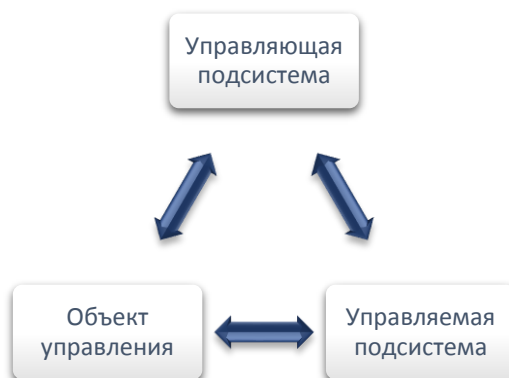 Управляющая
подсистема
Объект
управления
Управляемая
подсистема